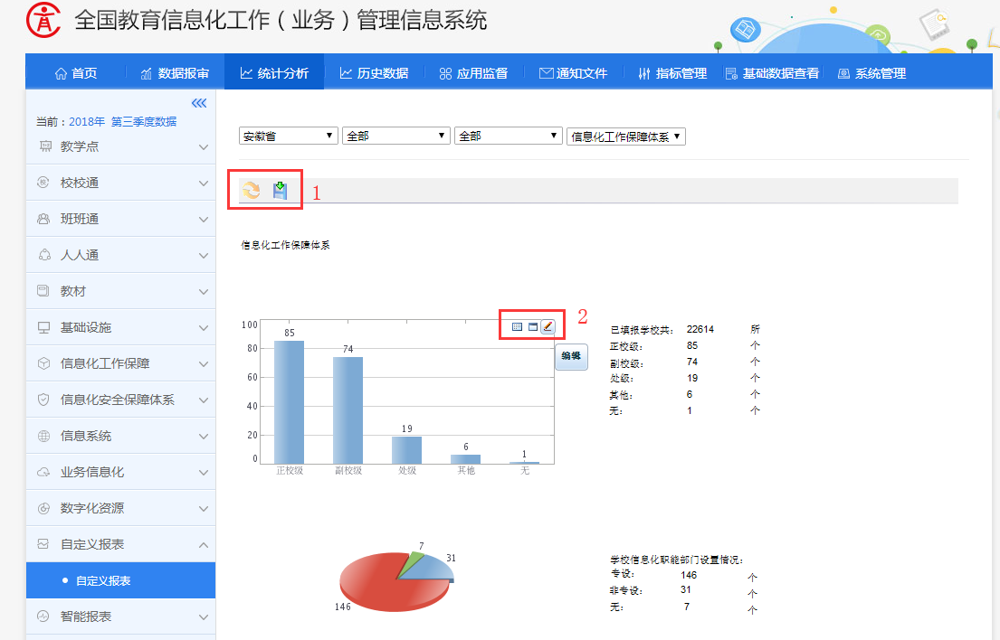 全国教育信息化工作（业务）管理信息系统
首页 数据报审 统计分析 历史数据 应用监督 通知文件 指标管理 基础数据查看 系统管理
当前：2018年 第三季度数据
教学点
校校通
班班通
人人通
教材
基础设施
信息化工作保障
信息化安全保障体系
信息系统
业务信息化
数字化资源
自定义报表
自定义报表
智能报表
安徽省 全部 全部 信息化工作保障体系
1
信息化工作保障体系
2
编辑
100
80
60
40
20
0
85
74
19
6
1
正校级 副校级 处级 其他 无
已填报学校共： 22614 所
正校级： 85 个
副校级： 74 个
处级： 19 个
其他： 6 个
无： 1 个
7
31
146
学校信息化职能部门设置情况：
专设： 146 个
非专设： 31 个
无： 7 个